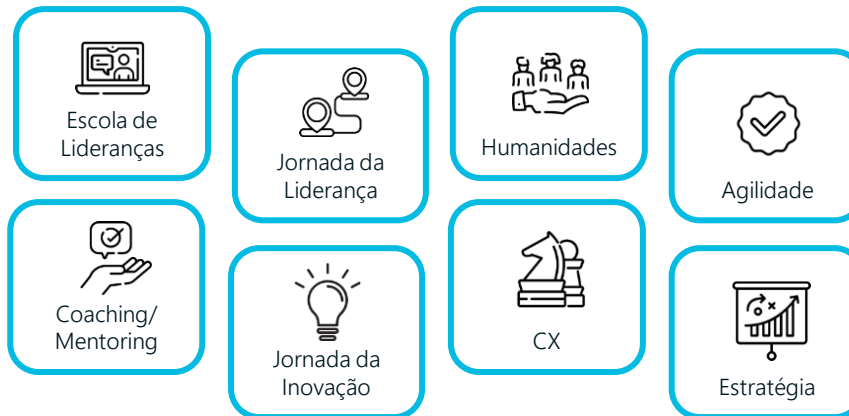 Escola de
Lideranças
Jornada da
Liderança
Humanidades
Agilidade
Coaching/
Mentoring
Jornada da
Inovação
CX
Estratégia